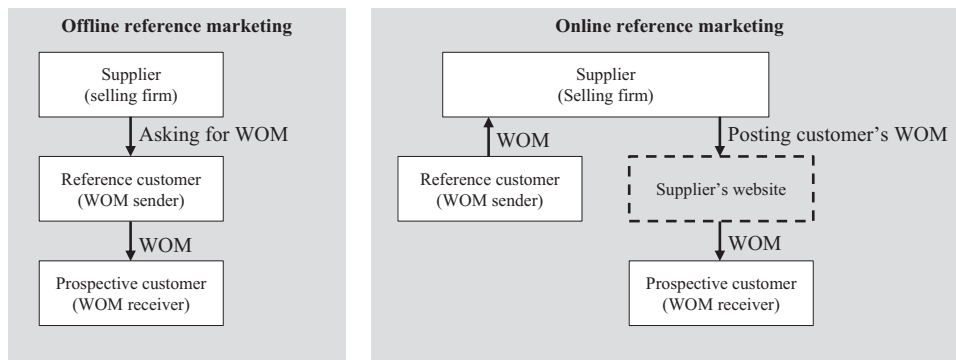 Offline reference marketing
Supplier
(selling firm)
Asking for WOM
Reference customer
(WOM sender)
WOM
Prospective customer
(WOM receiver)
Online reference marketing
Supplier
(Selling firm)
WOM
Posting customer's WOM
Reference customer
(WOM sender)
Supplier's website
WOM
Prospective customer
(WOM receiver)